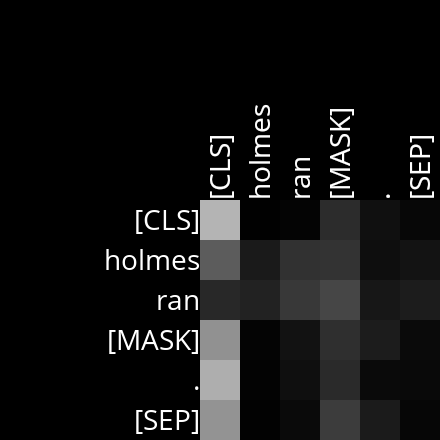 [CLS]
holmes
ran
[MASK]
.
[SEP]
[CLS]
holmes
ran
[MASK]
.
[SEP]